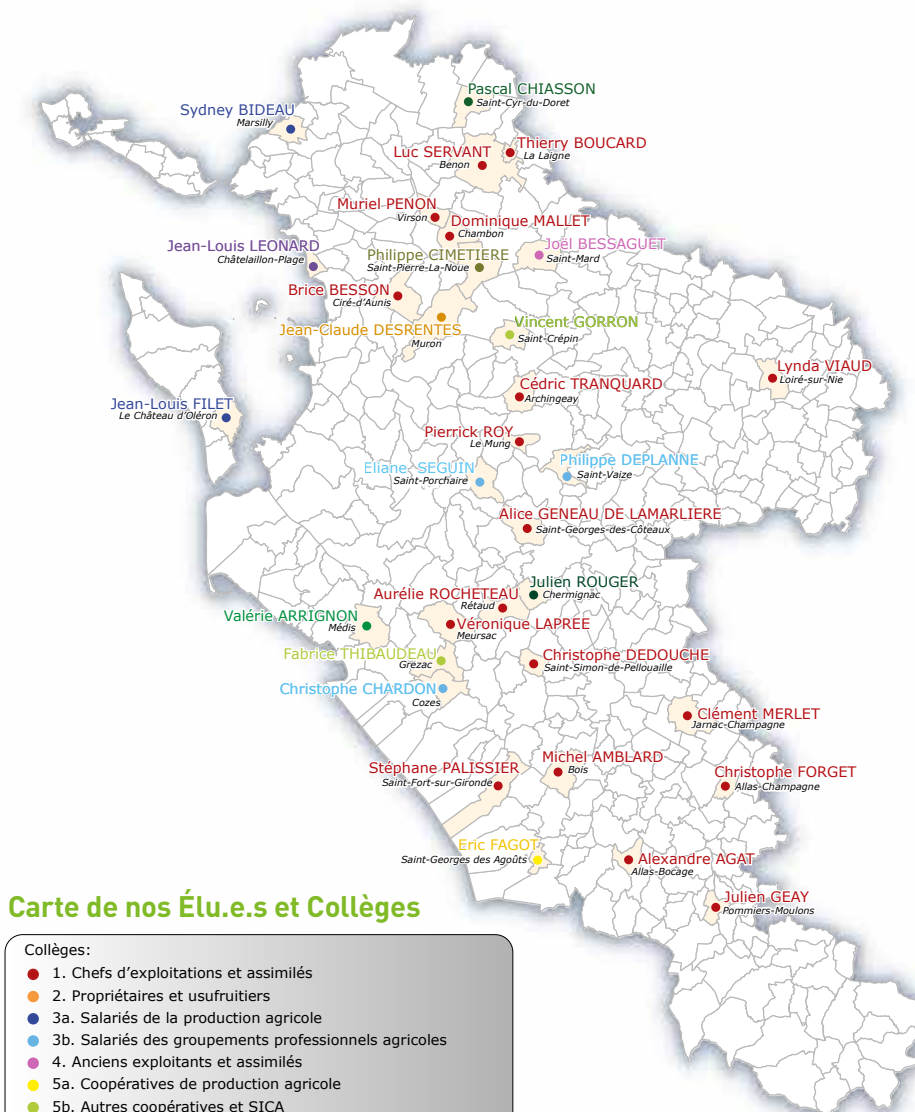 Pascal CHIASSON
Saint-Cyr-du-Doret
Sydney BIDEAU
Marsilly
Thierry BOUCARD
La Laigne
Luc SERVANT
Benon
Muriel PENON
Virson
Dominique MALLET
Chambon
Jean-Louis LEONARD
Châtelaillon-Plage
Philippe CIMETIERE
Saint-Pierre-La-Noue
Joël BESSAGUET
Saint-Mard
Brice BESSON
Ciré-d'Aunis
Jean-Claude DESRENTES
Muron
Vincent GORRON
Saint-Crépin
Lynda VIAUD
Loiré-sur-Nie
Cédric TRANQUARD
Archingeay
Jean-Louis FILET
Le Château d'Oléron
Pierrick ROY
Le Mung
Eliane. SEGUIN
Saint-Porchaire
Philippe DEPLANNE
Saint-Vaize
Alice GENEAU DE LAMARLIERE
Saint-Georges-des-Côteaux
Julien ROUGER
Chermignac
Aurélie ROCHETEAU
Rétaud
Valérie ARRIGNON
Médis
Véronique LAPREE
Meursac
Fabrice THIBAUDEAU
Grezac
Christophe DEDOUCHE
Saint-Simon-de-Pellouaille
Christophe CHARDON
Cozes
Clément MERLET
Jarnac-Champagne
Michel AMBLARD
Bois
Stéphane PALISSIER
Saint-Fort-sur-Gironde
Christophe FORGET
Allas-Champagne
Eric FAGOT
Saint-Georges des Agoûts
Alexandre AGAT
Allas-Bocage
Julien GEAY
Pommiers-Moulons
Carte de nos Élu.e.s et Collèges
Collèges:
1. Chefs d'exploitations et assimilés
2. Propriétaires et usufruitiers
3a. Salariés de la production agricole
3b. Salariés des groupements professionnels agricoles
4. Anciens exploitants et assimilés
5a. Coopératives de production agricole
5b. Autres coopératives et SICA